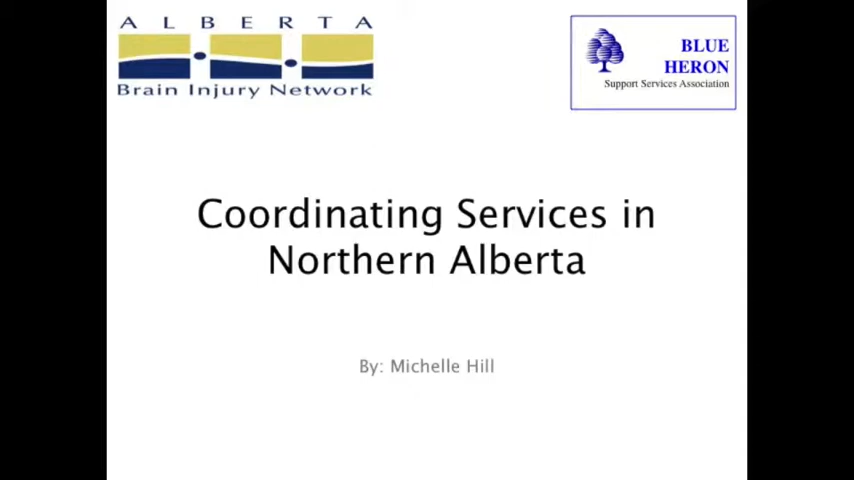 ALBERTA
Brain Injury Network
BLUE
HERON
Support Services Association
Coordinating Services in
Northern Alberta
By: Michelle Hill